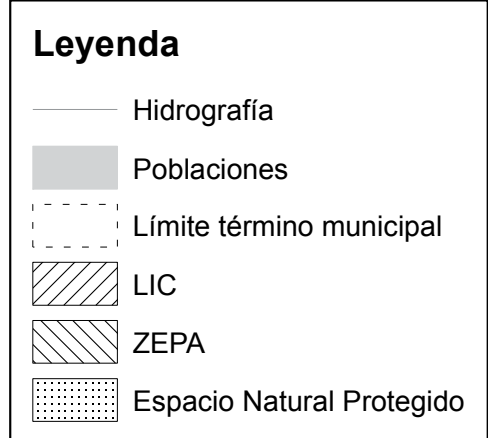 Leyenda
Hidrografía
Poblaciones
Límite término municipal
LIC
ZEPA
Espacio Natural Protegido